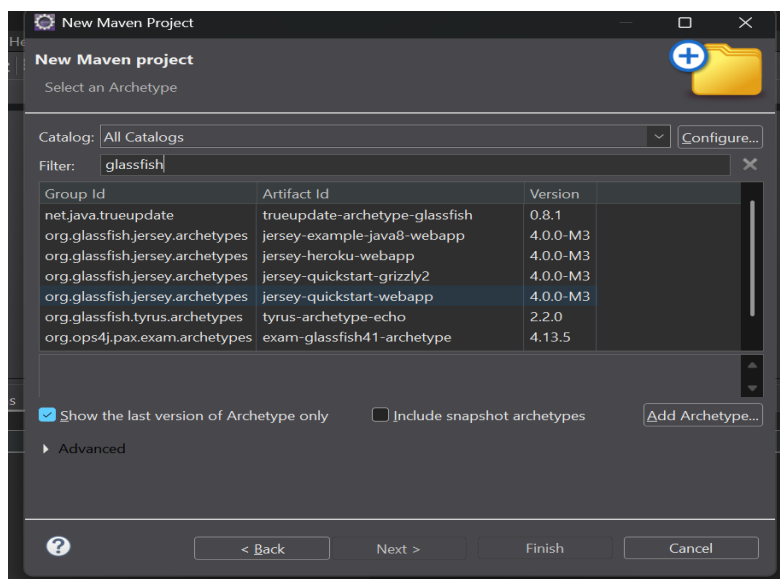 New Maven Project
He
New Maven project
Select an Archetype
Catalog: All Catalogs Configure...
Filter: glassfish
Group Id Artifact Id Version
net.java.trueupdate trueupdate-archetype-glassfish 0.8.1
org.glassfish.jersey.archetypes jersey-example-java8-webapp 4.0.0-M3
org.glassfish.jersey.archetypes jersey-heroku-webapp 4.0.0-M3
org.glassfish.jersey.archetypes jersey-quickstart-grizzly2 4.0.0-M3
org.glassfish.jersey.archetypes jersey-quickstart-webapp 4.0.0-M3
org.glassfish.tyrus.archetypes tyrus-archetype-echo 2.2.0
org.ops4j.pax.exam.archetypes exam-glassfish41-archetype 4.13.5
s
Show the last version of Archetype only Include snapshot archetypes Add Archetype...
Advanced
? < Back Next > Finish Cancel